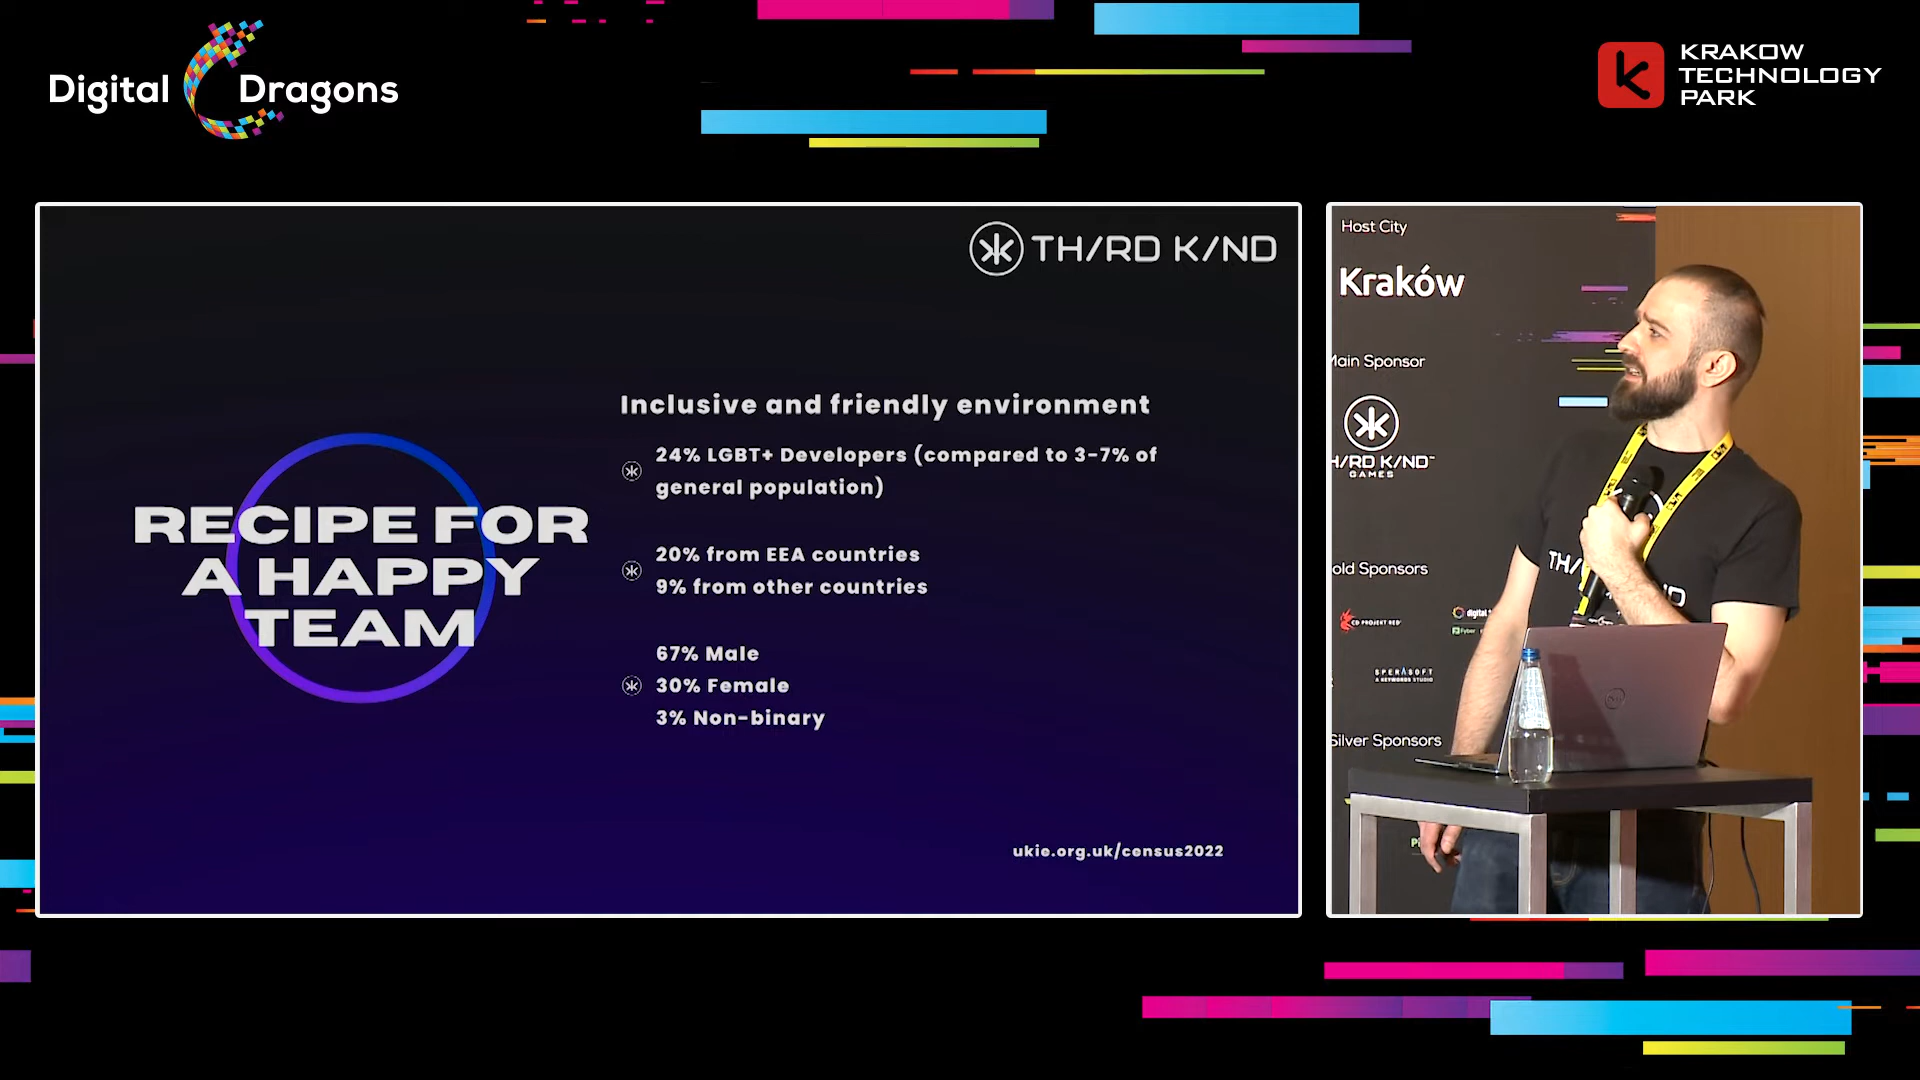 Digital Dragons
KRAKOW
TECHNOLOGY
PARK
TH/RD K/ND
RECIPE FOR
A HAPPY
TEAM
Inclusive and friendly environment
24% LGBT+ Developers (compared to 3-7% of
general population)
20% from EEA countries
9% from other countries
67% Male
30% Female
3% Non-binary
ukie.org.uk/census2022
Host City
Kraków
Main Sponsor
TH/RD K/ND™
GAMES
old Sponsors
CD PROJEKT RED
digital
Fyber
SPERASOFT
A KEYWORDS STUDIO
Silver Sponsors
TH/